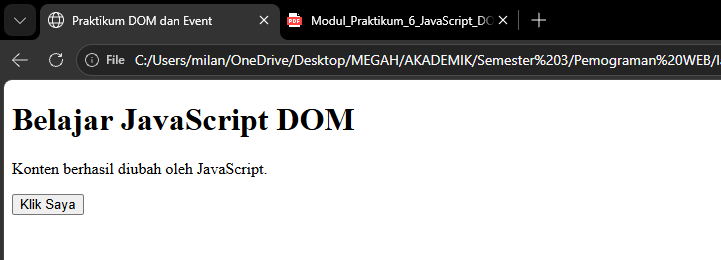 Praktikum DOM dan Event
PDF
Modul_Praktikum_6_JavaScript_DO
File
C:/Users/milan/OneDrive/Desktop/MEGAH/AKADEMIK/Semester%203/Pemograman%20WEB/
Belajar JavaScript DOM
Konten berhasil diubah oleh JavaScript.
Klik Saya